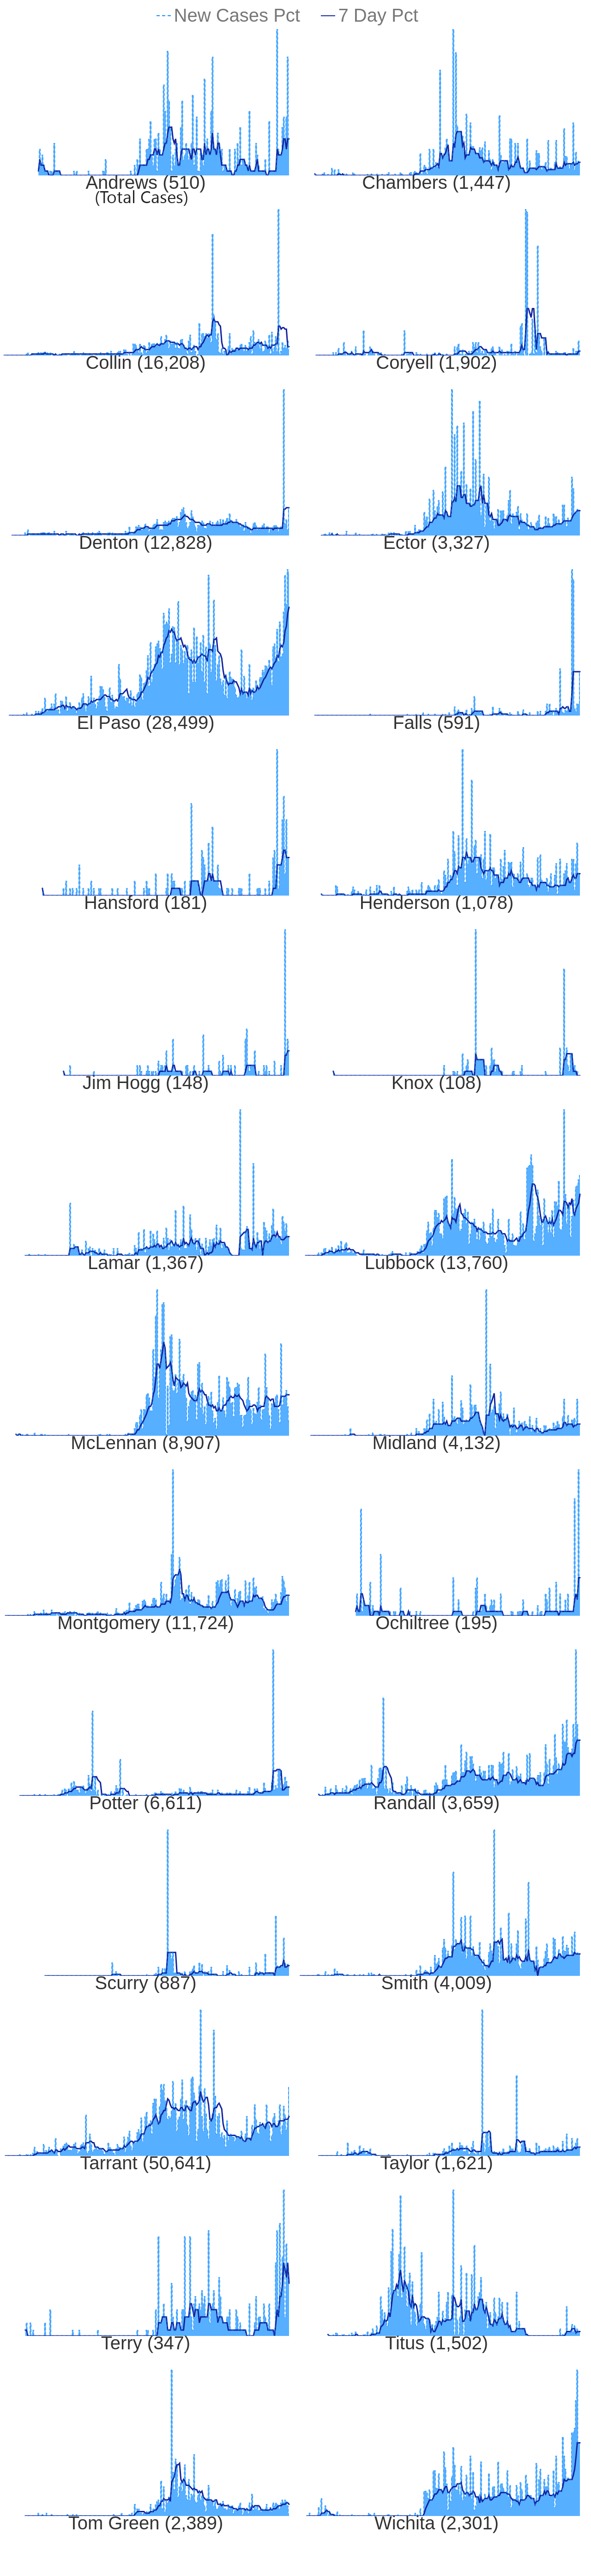 New Cases Pct 7 Day Pct
Andrews (510) Chambers (1,447)
(Total Cases)
Collin (16,208) Coryell (1,902)
Denton (12,828) Ector (3,327)
El Paso (28,499) Falls (591)
Hansford (181) Henderson (1,078)
Jim Hogg (148) Knox (108)
Lamar (1,367) Lubbock (13,760)
McLennan (8,907) Midland (4,132)
Montgomery (11,724) Ochiltree (195)
Potter (6,611) Randall (3,659)
Scurry (887) Smith (4,009)
Tarrant (50,641) Taylor (1,621)
Terry (347) Titus (1,502)
Tom Green (2,389) Wichita (2,301)